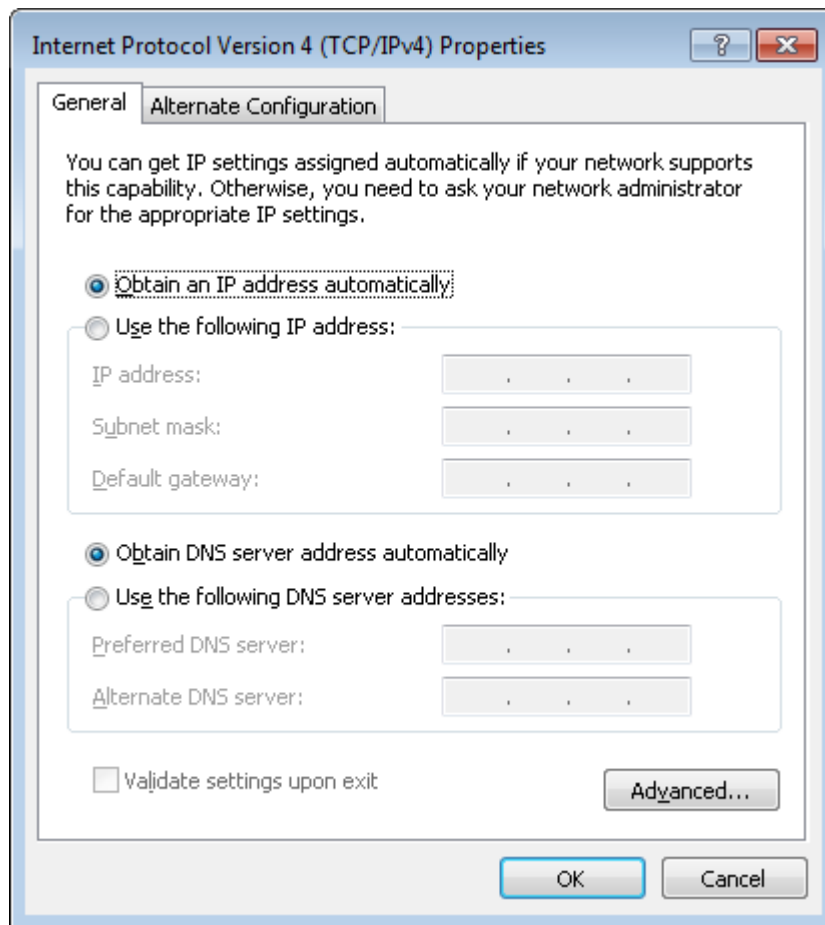 Internet Protocol Version 4 (TCP/IPv4) Properties
?
General
Alternate Configuration
You can get IP settings assigned automatically if your network supports
this capability. Otherwise, you need to ask your network administrator
for the appropriate IP settings.
Obtain an IP address automatically
Use the following IP address:
IP address:
Subnet mask:
Default gateway:
Obtain DNS server address automatically
Use the following DNS server addresses:
Preferred DNS server:
Alternate DNS server:
Validate settings upon exit
Advanced...
OK
Cancel